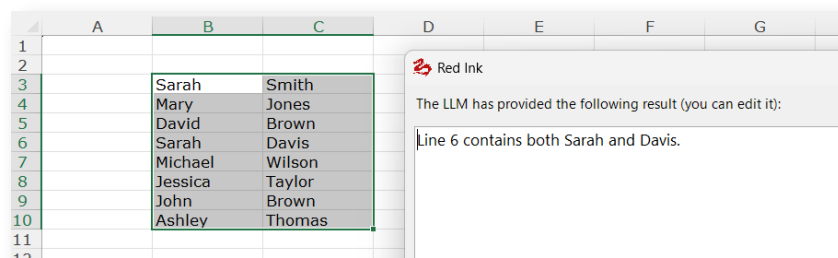 A B C D E F G
1
2
3 Sarah Smith
4 Mary Jones
5 David Brown
6 Sarah Davis
7 Michael Wilson
8 Jessica Taylor
9 John Brown
10 Ashley Thomas
11
12
Red Ink
The LLM has provided the following result (you can edit it):
Line 6 contains both Sarah and Davis.